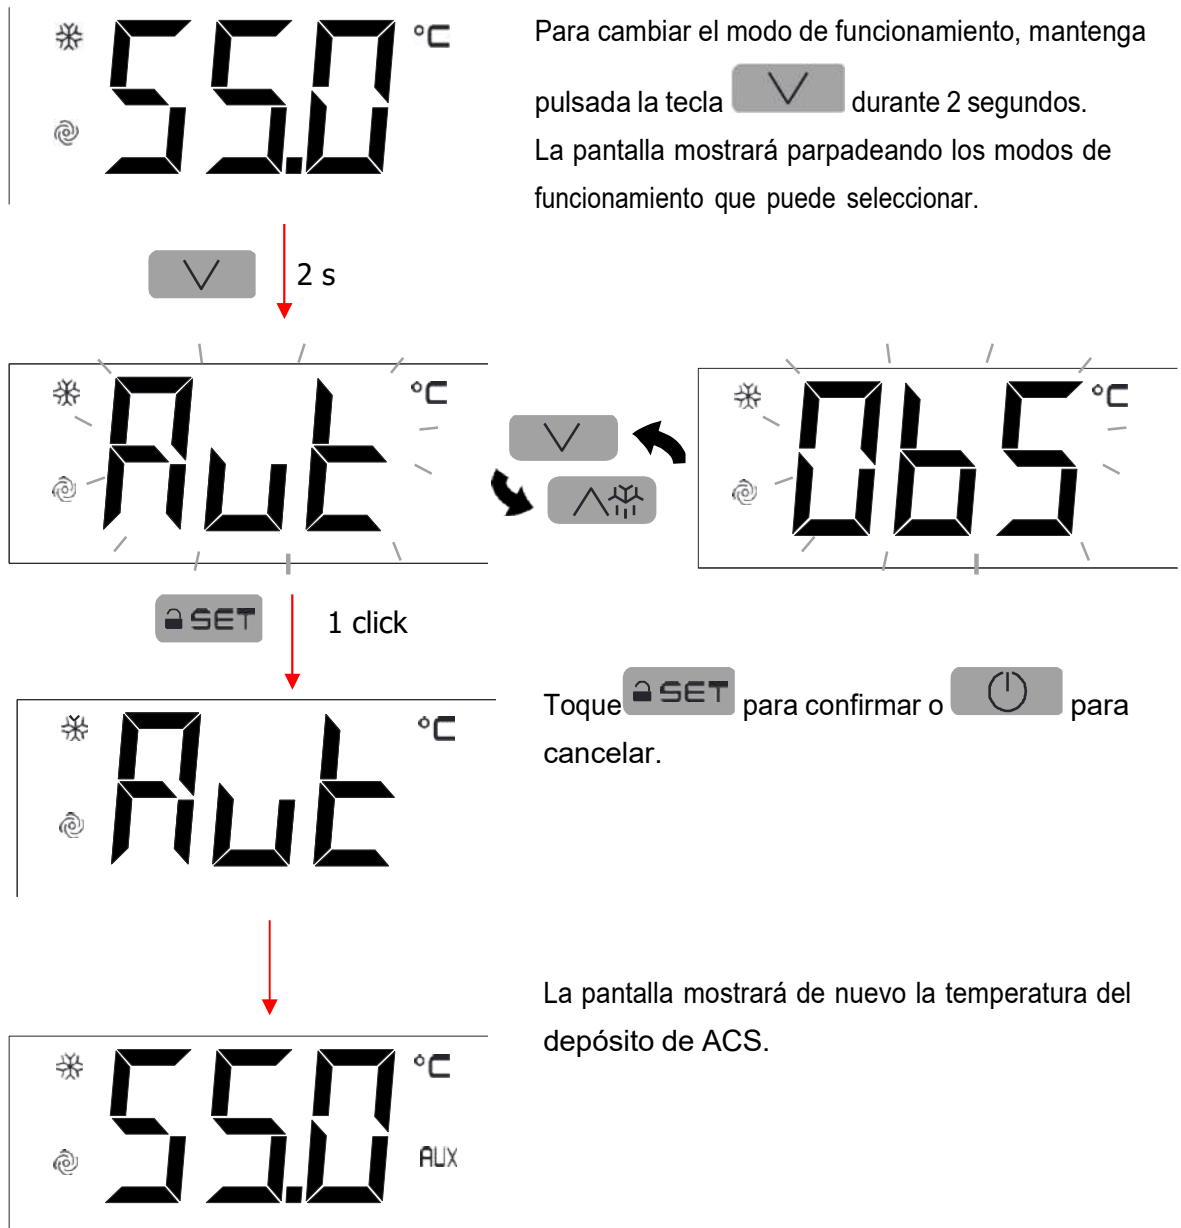 55.0 °C
Para cambiar el modo de funcionamiento, mantenga
pulsada la tecla durante 2 segundos.
La pantalla mostrará parpadeando los modos de
funcionamiento que puede seleccionar.
2 s
Aut °C
0b5 °C
SET
1 click
Aut °C
Toque SET para confirmar o para
cancelar.
La pantalla mostrará de nuevo la temperatura del
depósito de ACS.
55.0 °C
AUX